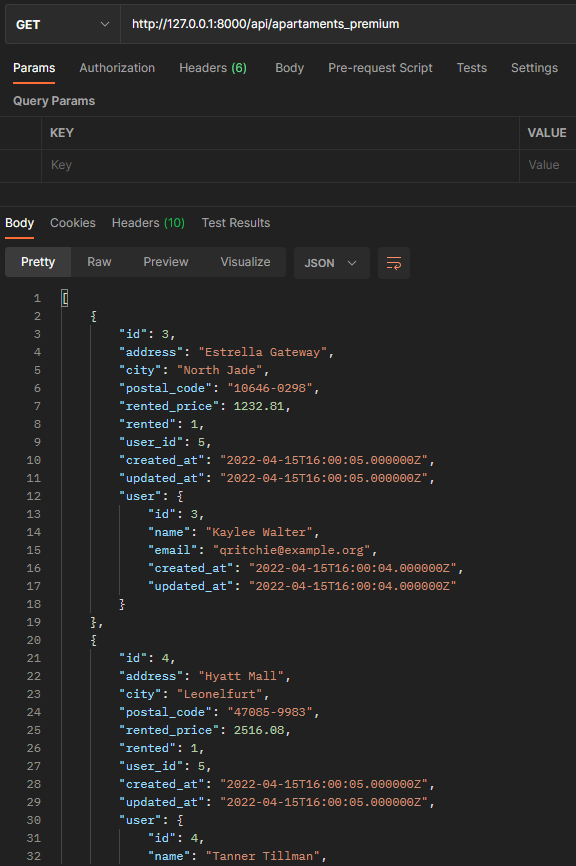 GET http://127.0.0.1:8000/api/apartaments_premium
Params Authorization Headers (6) Body Pre-request Script Tests Settings
Query Params
KEY VALUE
Key Value
Body Cookies Headers (10) Test Results
Pretty Raw Preview Visualize JSON
1 [
2 {
3 "id": 3,
4 "address": "Estrella Gateway",
5 "city": "North Jade",
6 "postal_code": "10646-0298",
7 "rented_price": 1232.81,
8 "rented": 1,
9 "user_id": 5,
10 "created_at": "2022-04-15T16:00:05.000000Z",
11 "updated_at": "2022-04-15T16:00:05.000000Z",
12 "user": {
13 "id": 3,
14 "name": "Kaylee Walter",
15 "email": "qritchie@example.org",
16 "created_at": "2022-04-15T16:00:04.000000Z",
17 "updated_at": "2022-04-15T16:00:04.000000Z"
18 }
19 },
20 {
21 "id": 4,
22 "address": "Hyatt Mall",
23 "city": "Leonelfurt",
24 "postal_code": "47085-9983",
25 "rented_price": 2516.08,
26 "rented": 1,
27 "user_id": 5,
28 "created_at": "2022-04-15T16:00:05.000000Z",
29 "updated_at": "2022-04-15T16:00:05.000000Z",
30 "user": {
31 "id": 4,
32 "name": "Tanner Tillman",